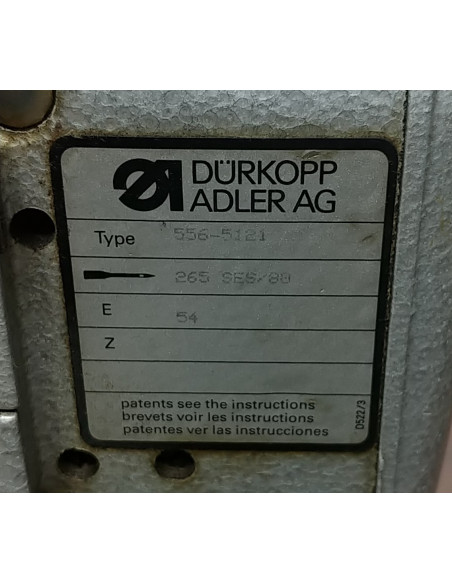 DÜRKOPP
ADLER AG
Type 556-5121
265 SES/80
E 54
Z
patents see the instructions
brevets voir les instructions
patentes ver las instrucciones
D522/3